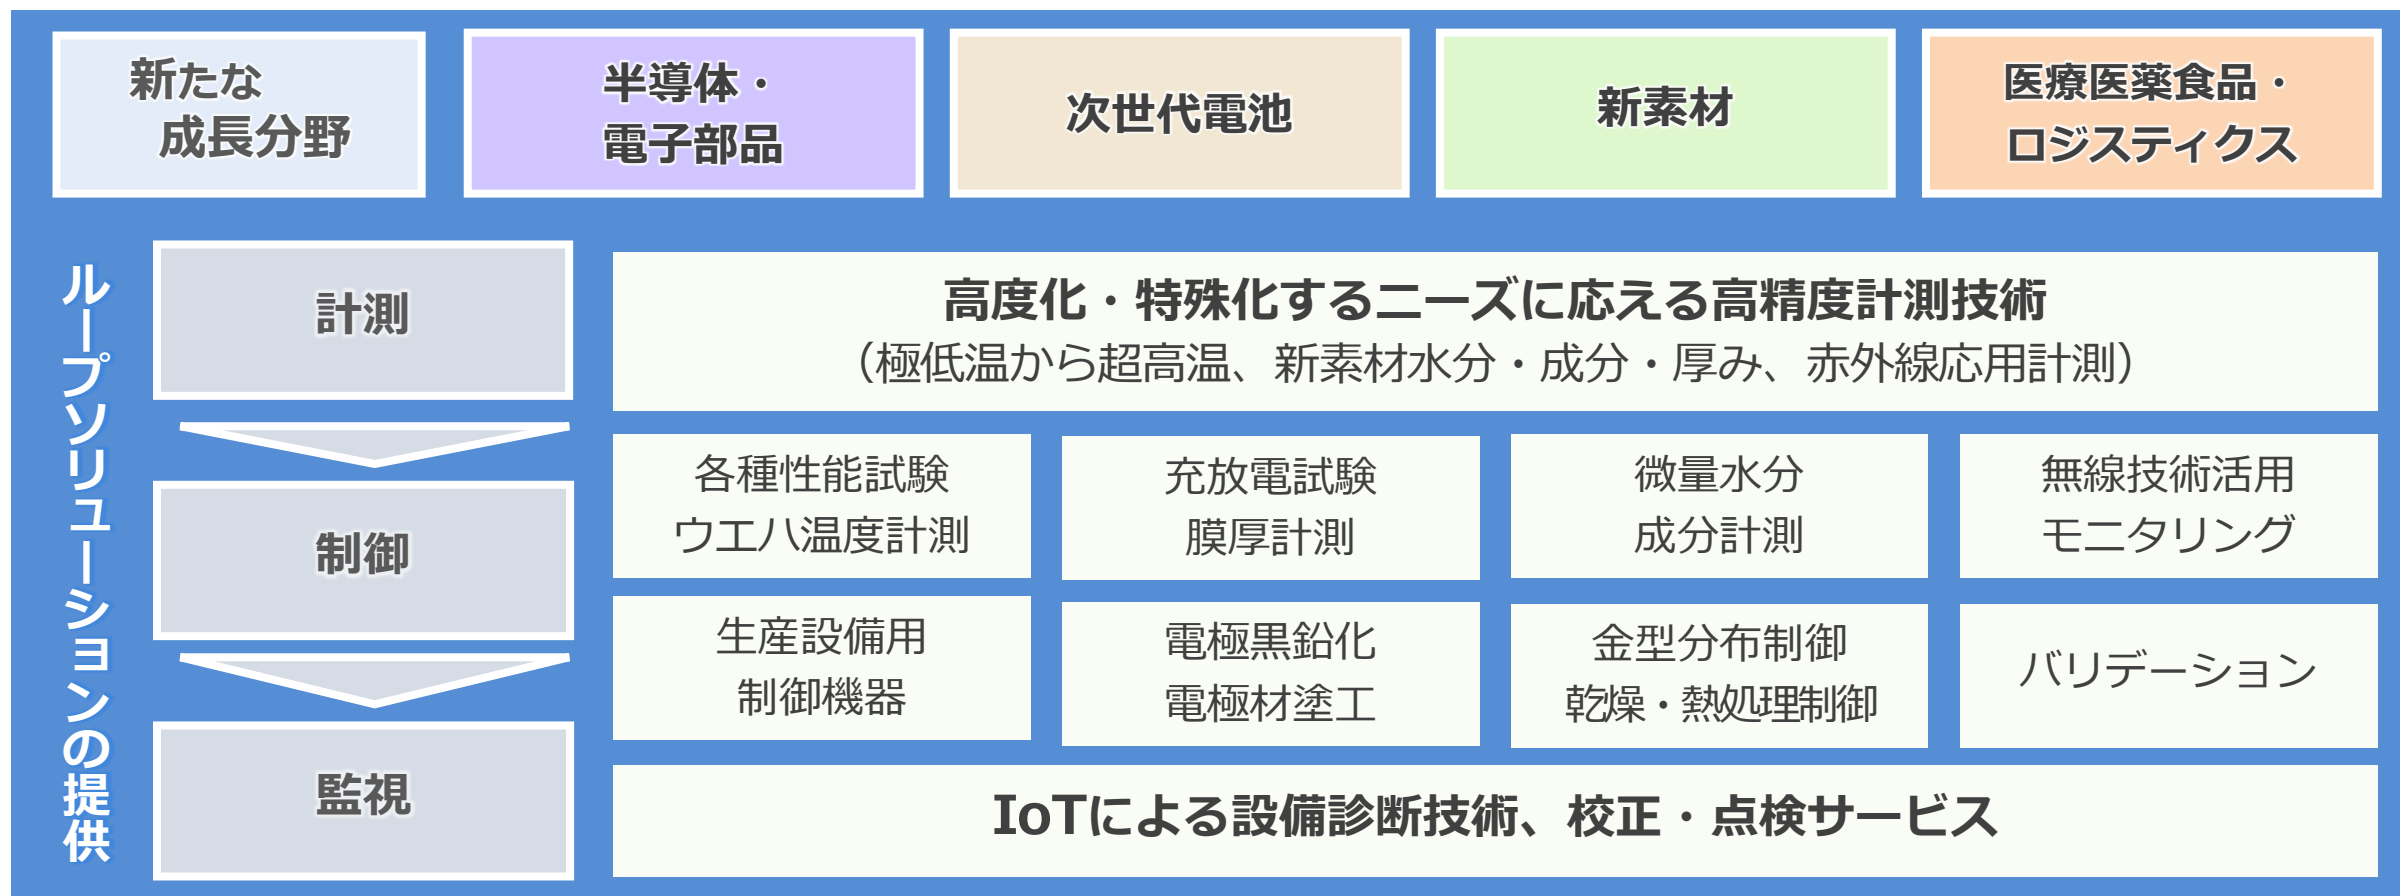 新たな
成長分野
半導体・
電子部品
次世代電池
新素材
医療医薬食品・
ロジスティクス
ループソリューションの提供
計測
高度化・特殊化するニーズに応える高精度計測技術
（極低温から超高温、新素材水分・成分・厚み、赤外線応用計測）
各種性能試験
ウエハ温度計測
充放電試験
膜厚計測
微量水分
成分計測
無線技術活用
モニタリング
制御
生産設備用
制御機器
電極黒鉛化
電極材塗工
金型分布制御
乾燥・熱処理制御
バリデーション
監視
IoTによる設備診断技術、校正・点検サービス